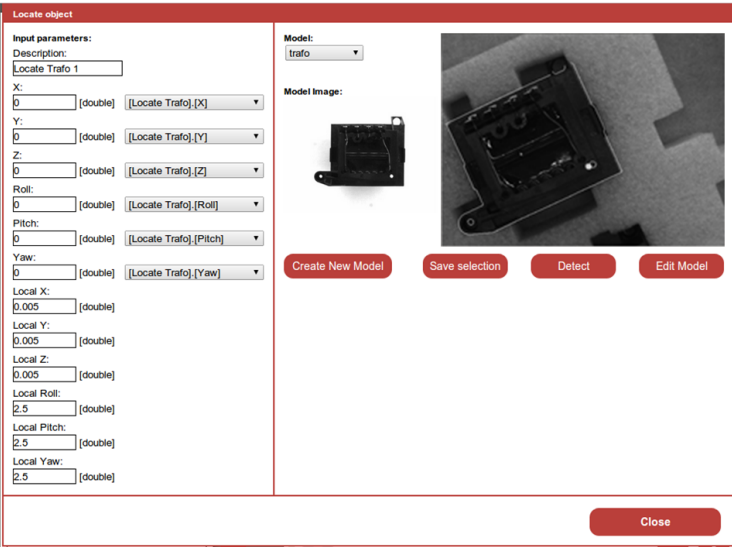 Locate object
Input parameters:
Description:
Locate Trafo 1
X:
0 [double] [Locate Trafo].[X]
Y:
0 [double] [Locate Trafo].[Y]
Z:
0 [double] [Locate Trafo].[Z]
Roll:
0 [double] [Locate Trafo].[Roll]
Pitch:
0 [double] [Locate Trafo].[Pitch]
Yaw:
0 [double] [Locate Trafo].[Yaw]
Local X:
0.005 [double]
Local Y:
0.005 [double]
Local Z:
0.005 [double]
Local Roll:
2.5 [double]
Local Pitch:
2.5 [double]
Local Yaw:
2.5 [double]
Model:
trafo
Model Image:
Create New Model
Save selection
Detect
Edit Model
Close